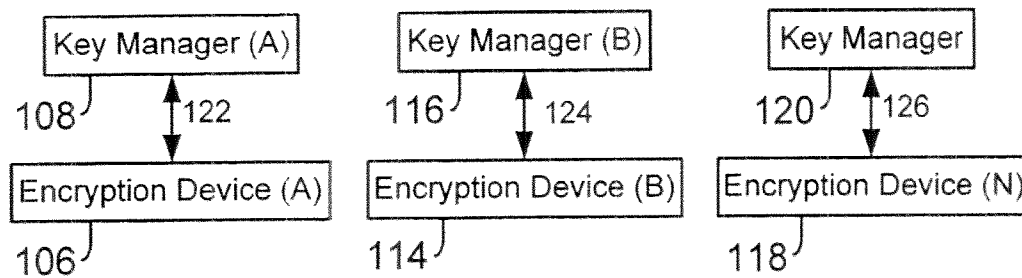 Key Manager (A) Key Manager (B) Key Manager
108 122 116 124 120 126
Encryption Device (A) Encryption Device (B) Encryption Device (N)
106 114 118